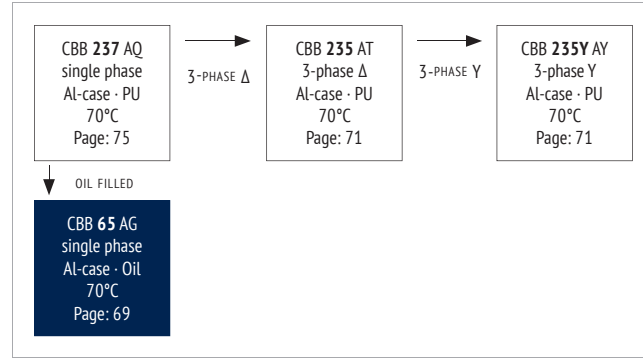 CBB 237 AQ
single phase
Al-case · PU
70°C
Page: 75
3-PHASE Δ
CBB 235 AT
3-phase Δ
Al-case · PU
70°C
Page: 71
3-PHASE Y
CBB 235Y AY
3-phase Y
Al-case · PU
70°C
Page: 71
OIL FILLED
CBB 65 AG
single phase
Al-case · Oil
70°C
Page: 69